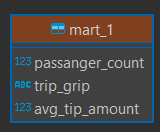 mart_1
123 passanger_count
ABC trip_grip
123 avg_tip_amount